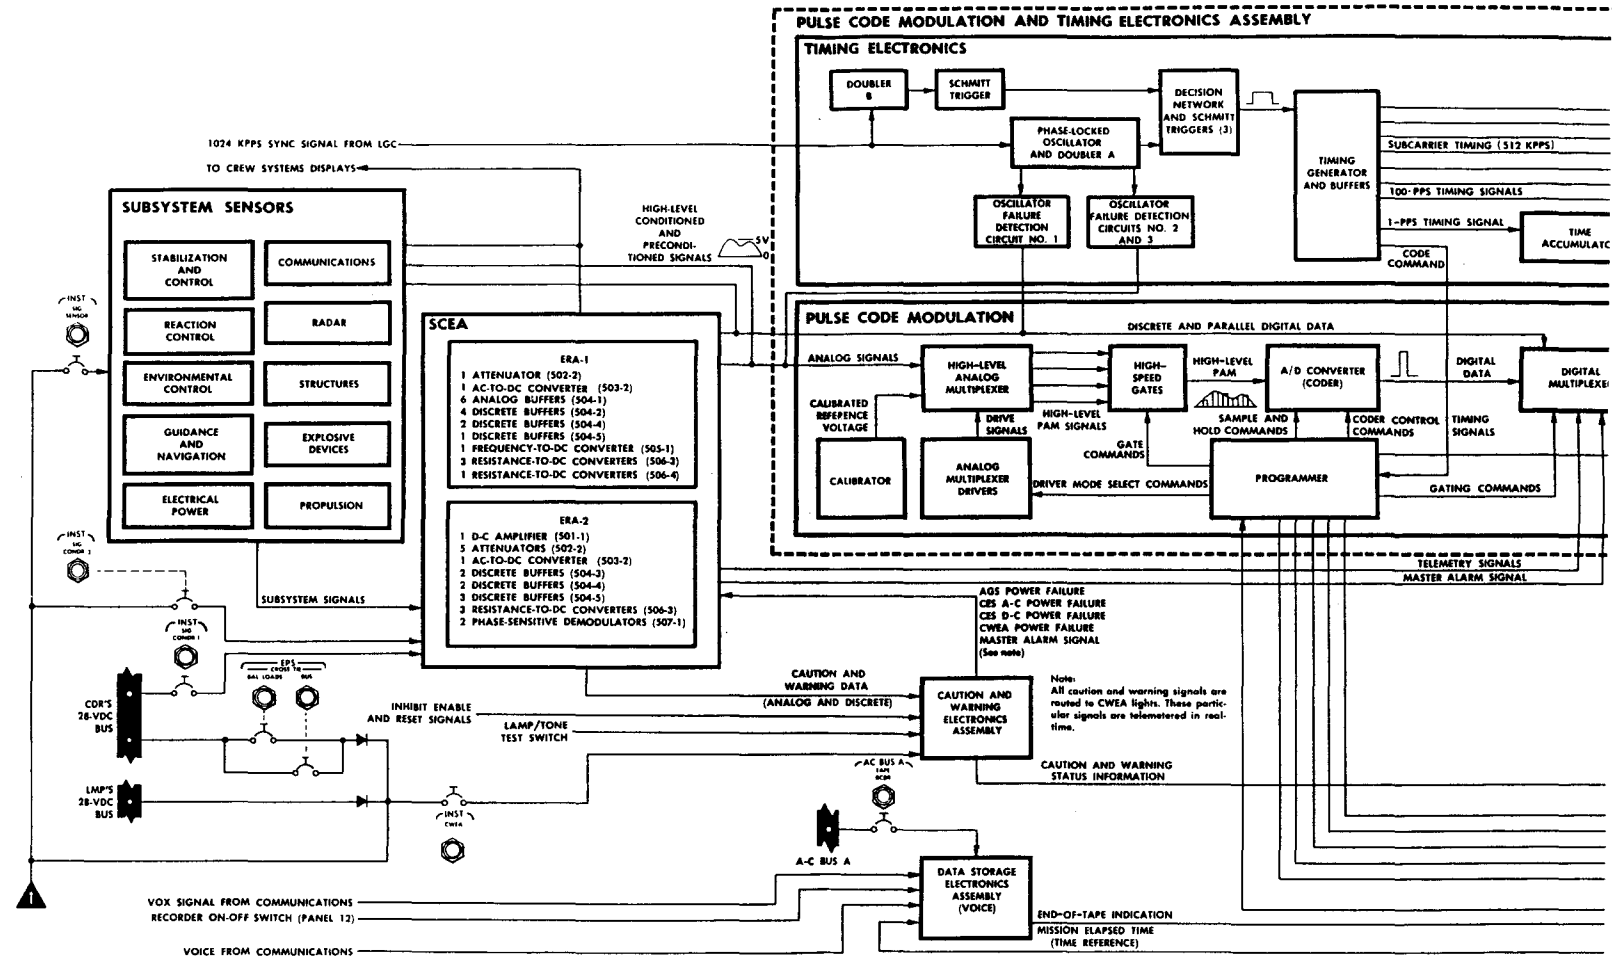 PULSE CODE MODULATION AND TIMING ELECTRONICS ASSEMBLY
TIMING ELECTRONICS
DOUBLER
B
SCHMITT
TRIGGER
DECISION
NETWORK
AND SCHMITT
TRIGGERS (3)
PHASE-LOCKED
OSCILLATOR
AND DOUBLER A
OSCILLATOR
FAILURE
DETECTION
CIRCUIT NO. 1
OSCILLATOR
FAILURE DETECTION
CIRCUITS NO. 2
AND 3
TIMING
GENERATOR
AND BUFFERS
SUBCARRIER TIMING (512 KPPS)
100-PPS TIMING SIGNALS
1-PPS TIMING SIGNAL
TIME
ACCUMULATO
CODE
COMMAND
1024 KPPS SYNC SIGNAL FROM LGC
TO CREW SYSTEMS DISPLAYS
HIGH-LEVEL
CONDITIONED
AND
PRECONDI-
TIONED SIGNALS
5V
0
SUBSYSTEM SENSORS
STABILIZATION
AND
CONTROL
COMMUNICATIONS
REACTION
CONTROL
RADAR
ENVIRONMENTAL
CONTROL
STRUCTURES
GUIDANCE
AND
NAVIGATION
EXPLOSIVE
DEVICES
ELECTRICAL
POWER
PROPULSION
INST
SIG
SENSOR
INST
SIG
CONDR 2
INST
SIG
CONDR 1
SUBSYSTEM SIGNALS
SCEA
ERA-1
1 ATTENUATOR (502-2)
1 AC-TO-DC CONVERTER (503-2)
6 ANALOG BUFFERS (504-1)
4 DISCRETE BUFFERS (504-2)
2 DISCRETE BUFFERS (504-4)
1 DISCRETE BUFFERS (504-5)
1 FREQUENCY-TO-DC CONVERTER (505-1)
3 RESISTANCE-TO-DC CONVERTERS (506-3)
1 RESISTANCE-TO-DC CONVERTERS (506-4)
ERA-2
1 D-C AMPLIFIER (501-1)
5 ATTENUATORS (502-2)
1 AC-TO-DC CONVERTER (503-2)
2 DISCRETE BUFFERS (504-3)
2 DISCRETE BUFFERS (504-4)
3 DISCRETE BUFFERS (504-5)
3 RESISTANCE-TO-DC CONVERTERS (506-3)
2 PHASE-SENSITIVE DEMODULATORS (507-1)
PULSE CODE MODULATION
DISCRETE AND PARALLEL DIGITAL DATA
ANALOG SIGNALS
HIGH-LEVEL
ANALOG
MULTIPLEXER
HIGH-
SPEED
GATES
HIGH-LEVEL
PAM
A/D CONVERTER
(CODER)
DIGITAL
DATA
DIGITAL
MULTIPLEXE
CALIBRATED
REFERENCE
VOLTAGE
DRIVE
SIGNALS
HIGH-LEVEL
PAM SIGNALS
SAMPLE AND
HOLD COMMANDS
CODER CONTROL
COMMANDS
TIMING
SIGNALS
GATE
COMMANDS
CALIBRATOR
ANALOG
MULTIPLEXER
DRIVERS
DRIVER MODE SELECT COMMANDS
PROGRAMMER
GATING COMMANDS
TELEMETRY SIGNALS
MASTER ALARM SIGNAL
AGS POWER FAILURE
CES A-C POWER FAILURE
CES D-C POWER FAILURE
CWEA POWER FAILURE
MASTER ALARM SIGNAL
(See note)
EPS
CROSS TIE
BAL LOADS
BUS
CDR'S
28-VDC
BUS
LMP'S
28-VDC
BUS
CAUTION AND
WARNING DATA
(ANALOG AND DISCRETE)
INHIBIT ENABLE
AND RESET SIGNALS
LAMP/TONE
TEST SWITCH
CAUTION AND
WARNING
ELECTRONICS
ASSEMBLY
Note:
All caution and warning signals are
routed to CWEA lights. These partic-
ular signals are telemetered in real-
time.
CAUTION AND WARNING
STATUS INFORMATION
INST
CWEA
AC BUS A
TAPE
RCDR
A-C BUS A
DATA STORAGE
ELECTRONICS
ASSEMBLY
(VOICE)
VOX SIGNAL FROM COMMUNICATIONS
RECORDER ON-OFF SWITCH (PANEL 12)
VOICE FROM COMMUNICATIONS
END-OF-TAPE INDICATION
MISSION ELAPSED TIME
(TIME REFERENCE)
1